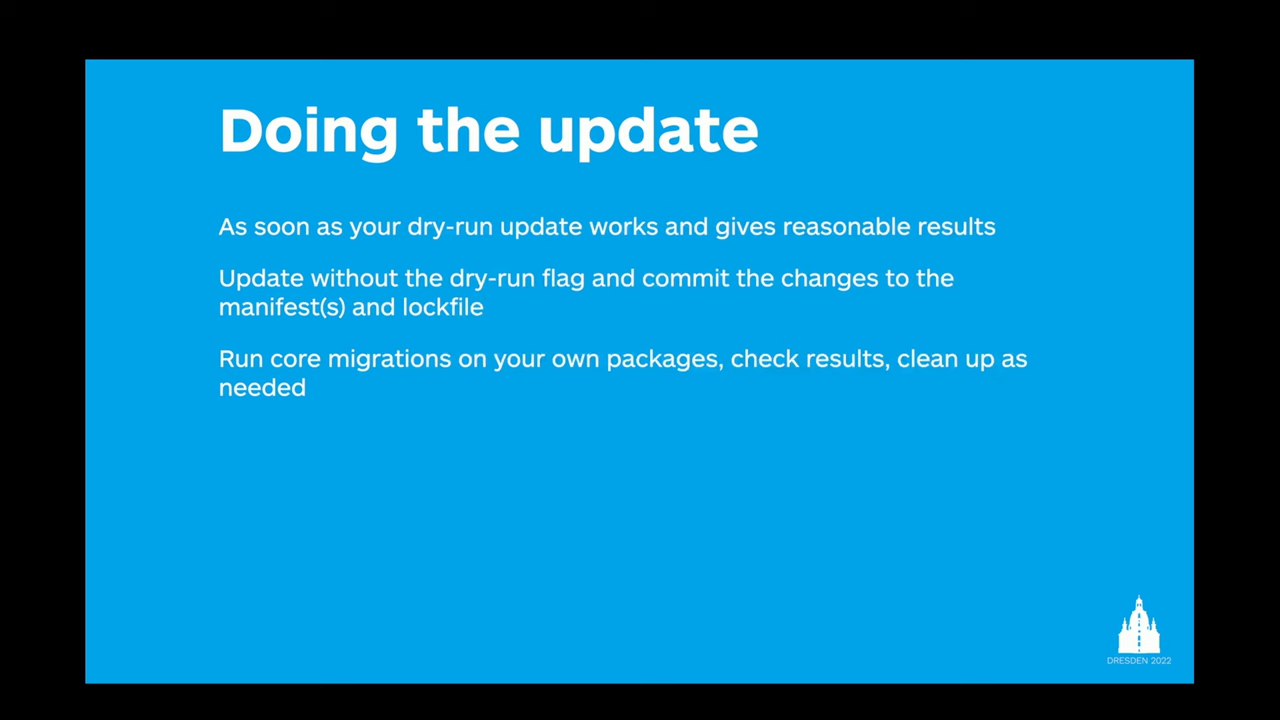 Doing the update
As soon as your dry-run update works and gives reasonable results
Update without the dry-run flag and commit the changes to the
manifest(s) and lockfile
Run core migrations on your own packages, check results, clean up as
needed
DRESDEN 2022